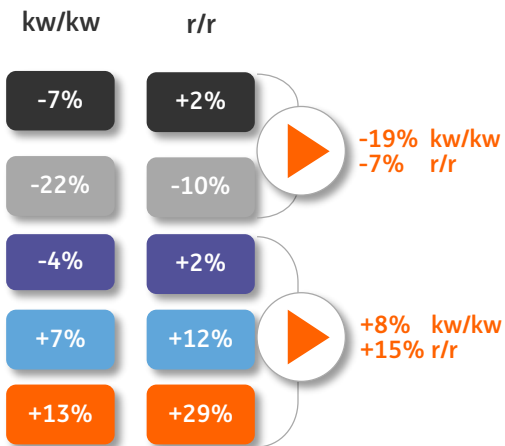 kw/kw r/r
-7% +2%
-19% kw/kw
-7% r/r
-22% -10%
-4% +2%
+7% +12%
+8% kw/kw
+15% r/r
+13% +29%